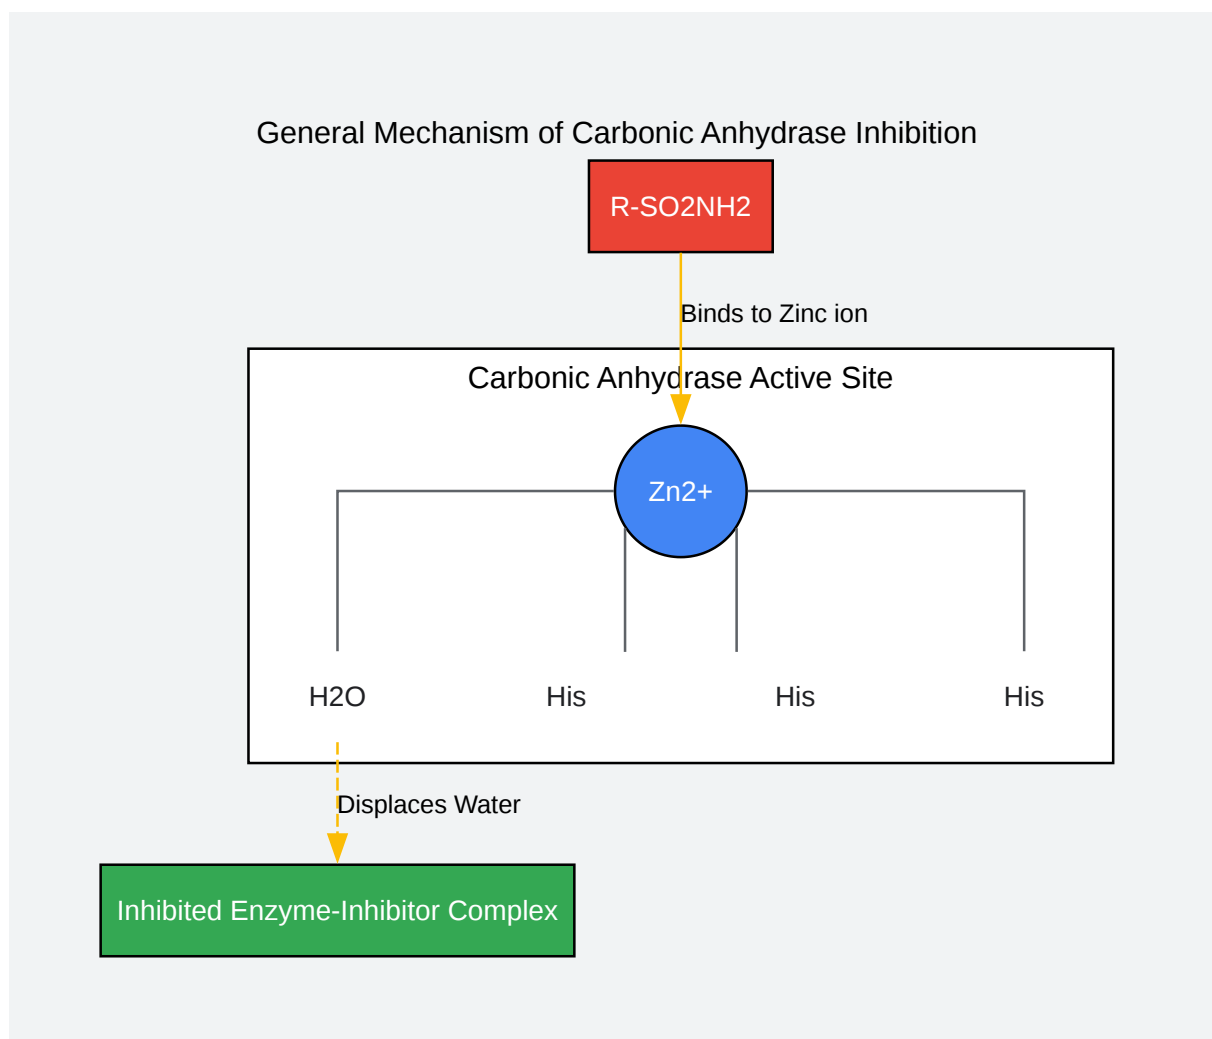 General Mechanism of Carbonic Anhydrase Inhibition
R-SO2NH2
Binds to Zinc ion
Carbonic Anhydrase Active Site
Zn2+
H2O His His His
Displaces Water
Inhibited Enzyme-Inhibitor Complex